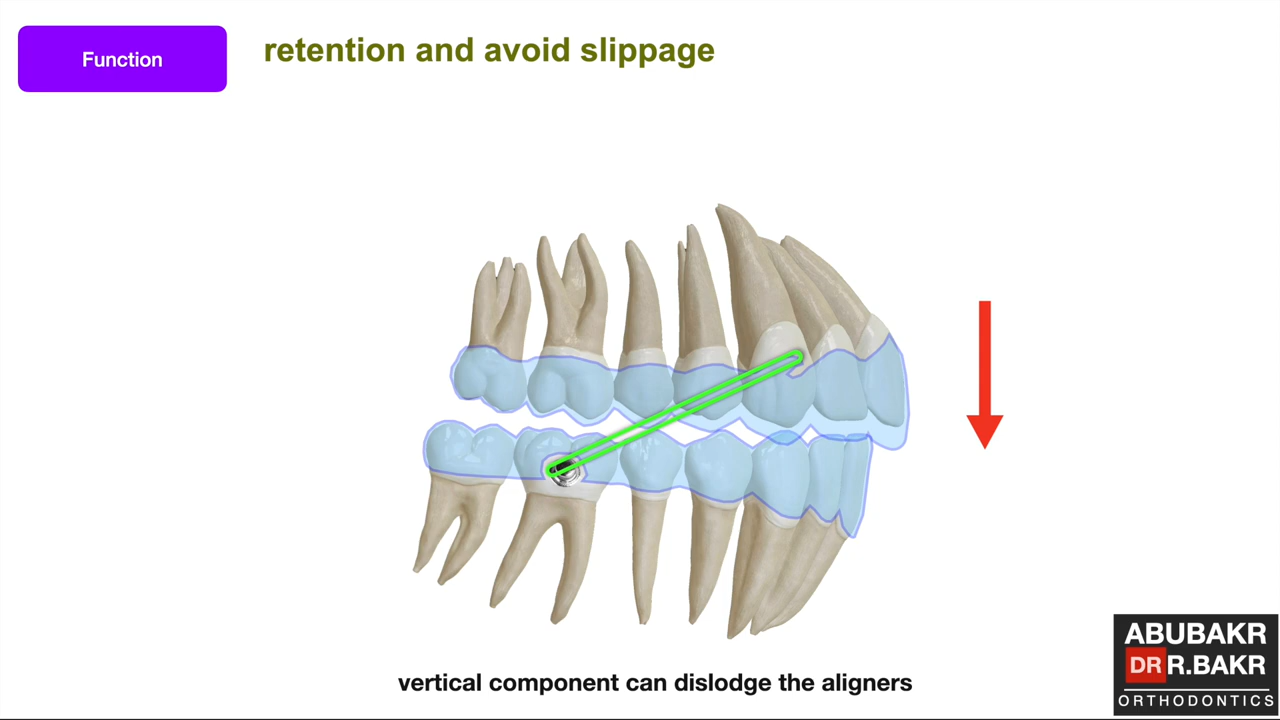 Function
retention and avoid slippage
vertical component can dislodge the aligners
ABUBAKR
DR R.BAKR
ORTHODONTICS